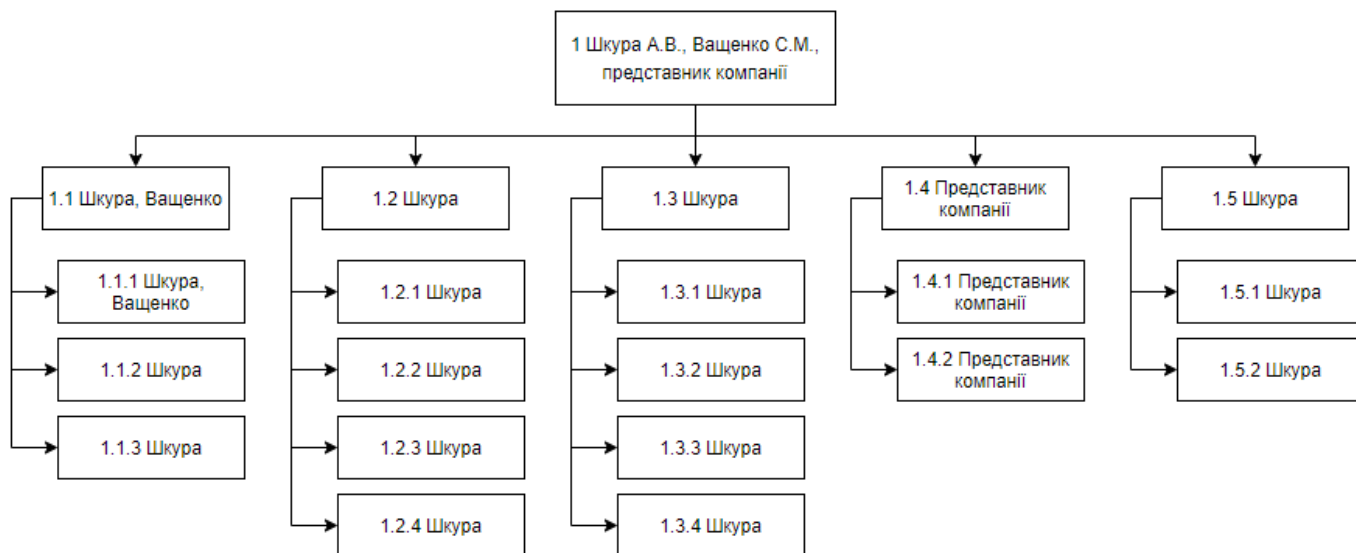 1 Шкура А.В., Ващенко С.М.,
представник компанії
1.1 Шкура, Ващенко
1.2 Шкура
1.3 Шкура
1.4 Представник
компанії
1.5 Шкура
1.1.1 Шкура,
Ващенко
1.2.1 Шкура
1.3.1 Шкура
1.4.1 Представник
компанії
1.5.1 Шкура
1.1.2 Шкура
1.2.2 Шкура
1.3.2 Шкура
1.4.2 Представник
компанії
1.5.2 Шкура
1.1.3 Шкура
1.2.3 Шкура
1.3.3 Шкура
1.2.4 Шкура
1.3.4 Шкура